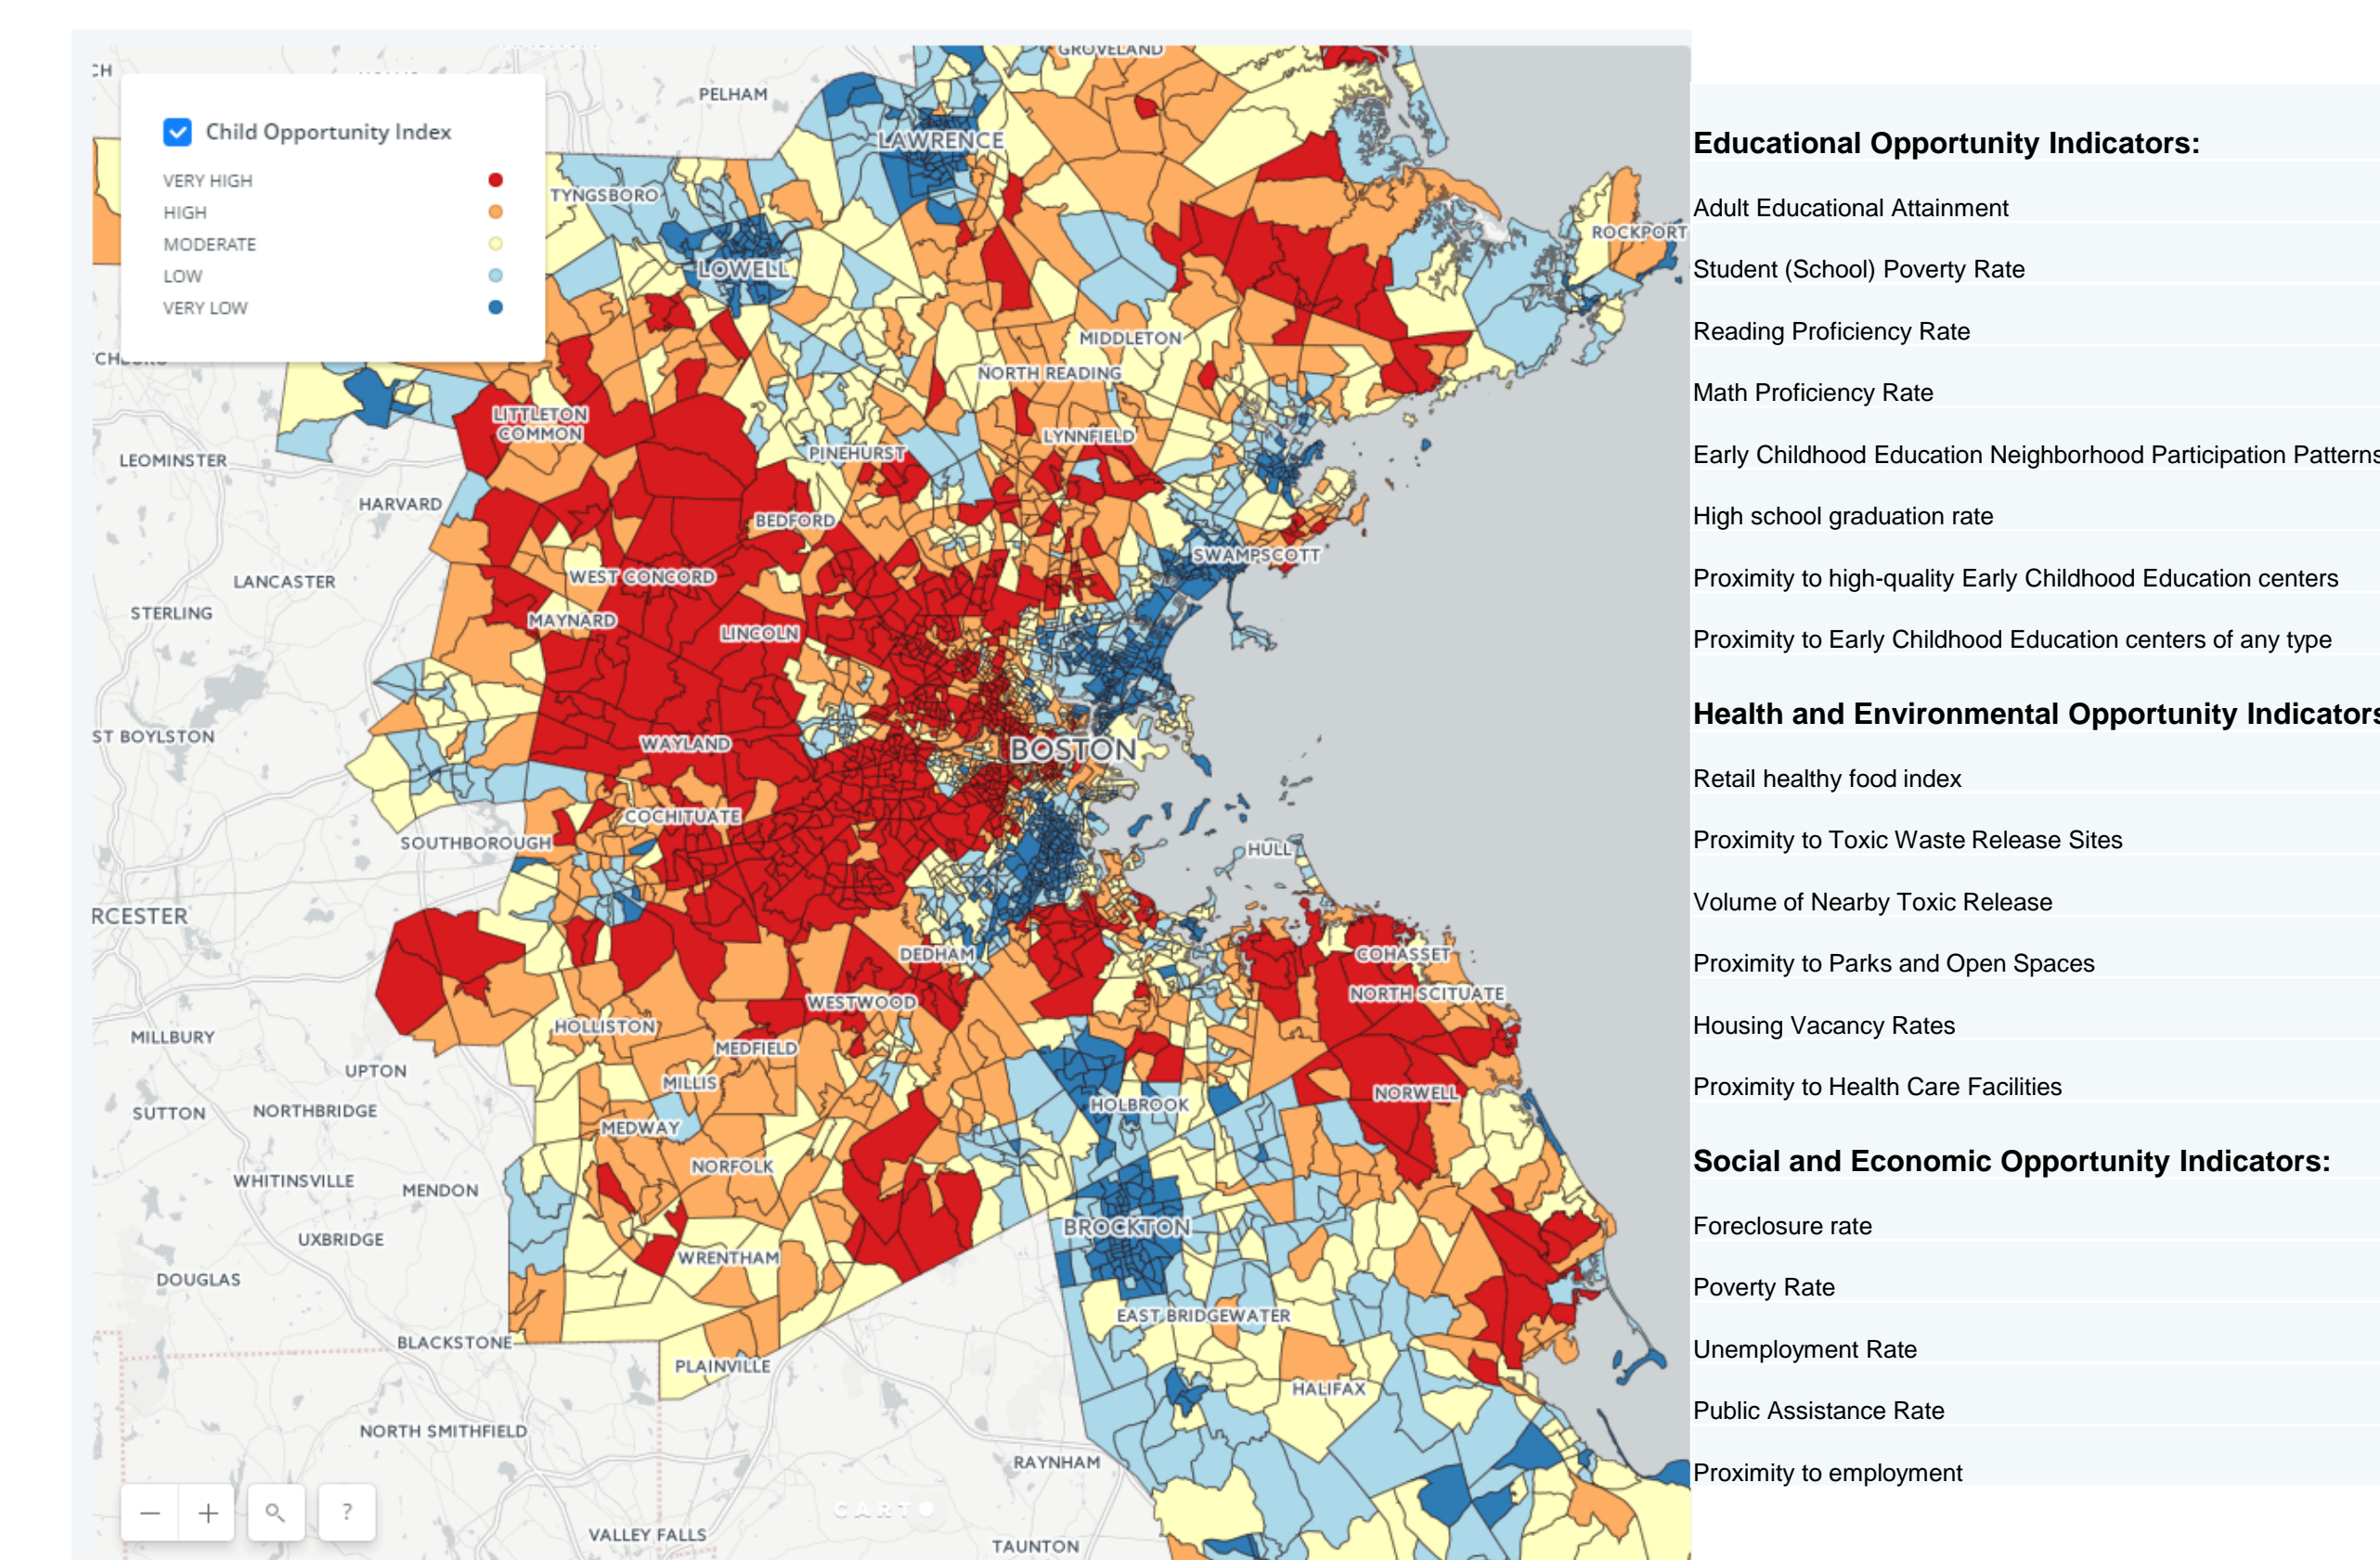 GROVELAND
CH
PELHAM
Child Opportunity Index
VERY HIGH
HIGH
MODERATE
LOW
VERY LOW
LAWRENCE
TYNGSBORO
LOWELL
ROCKPORT
MIDDLETON
NORTH READING
LITTLETON
COMMON
LYNNFIELD
PINEHURST
LEOMINSTER
HARVARD
BEDFORD
SWAMPSCOTT
LANCASTER
WEST CONCORD
STERLING
MAYNARD
LINCOLN
ST BOYLSTON
WAYLAND
BOSTON
COCHITUATE
SOUTHBOROUGH
HULL
RCESTER
DEDHAM
COHASSET
WESTWOOD
NORTH SCITUATE
HOLLISTON
MILLBURY
MEDFIELD
UPTON
MILLIS
NORWELL
SUTTON
NORTHBRIDGE
HOLBROOK
MEDWAY
NORFOLK
WHITINSVILLE
MENDON
BROCKTON
UXBRIDGE
WRENTHAM
DOUGLAS
EAST BRIDGEWATER
BLACKSTONE
PLAINVILLE
HALIFAX
NORTH SMITHFIELD
RAYNHAM
CARTO
VALLEY FALLS
TAUNTON
Educational Opportunity Indicators:
Adult Educational Attainment
Student (School) Poverty Rate
Reading Proficiency Rate
Math Proficiency Rate
Early Childhood Education Neighborhood Participation Patterns
High school graduation rate
Proximity to high-quality Early Childhood Education centers
Proximity to Early Childhood Education centers of any type
Health and Environmental Opportunity Indicators
Retail healthy food index
Proximity to Toxic Waste Release Sites
Volume of Nearby Toxic Release
Proximity to Parks and Open Spaces
Housing Vacancy Rates
Proximity to Health Care Facilities
Social and Economic Opportunity Indicators:
Foreclosure rate
Poverty Rate
Unemployment Rate
Public Assistance Rate
Proximity to employment